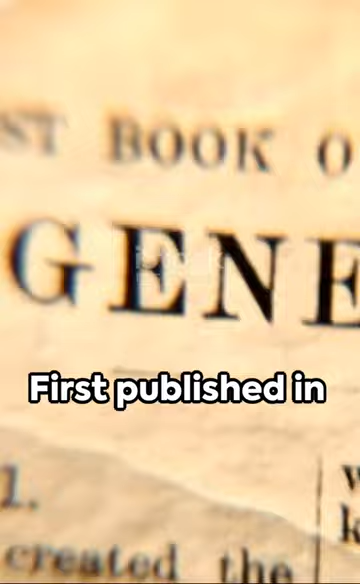 ST BOOK O
GENE
First published in
1.
created the
w
k